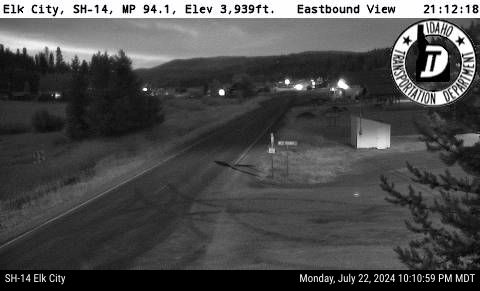 Elk City, SH-14, MP 94.1, Elev 3,939ft. Eastbound View 21:12:18
IDAHO
TRANSPORTATION DEPARTMENT
SH-14 Elk City Monday, July 22, 2024 10:10:59 PM MDT